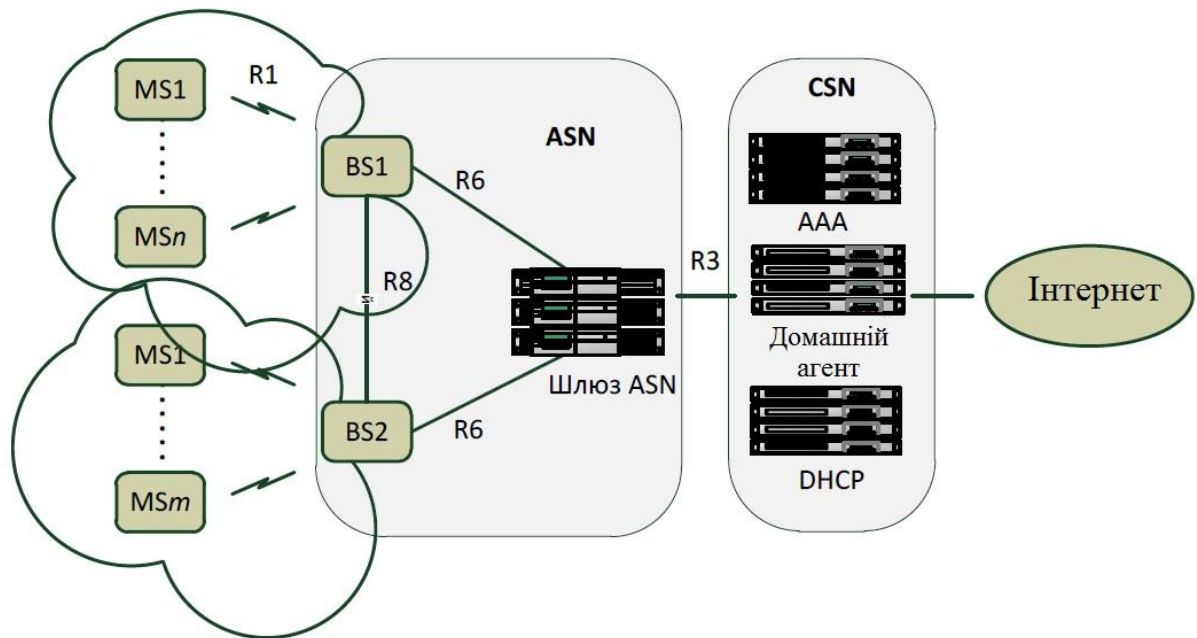 MS1
R1
MSn
MS1
MSm
ASN
BS1
R6
R8
BS2
R6
Шлюз ASN
R3
CSN
AAA
Домашній
агент
DHCP
Інтернет